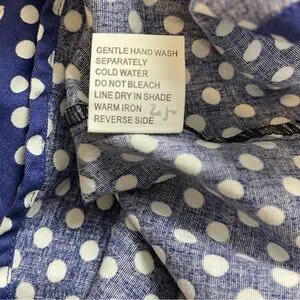 GENTLE HAND WASH
SEPARATELY
COLD WATER
DO NOT BLEACH
LINE DRY IN SHADE
WARM IRON
REVERSE SIDE